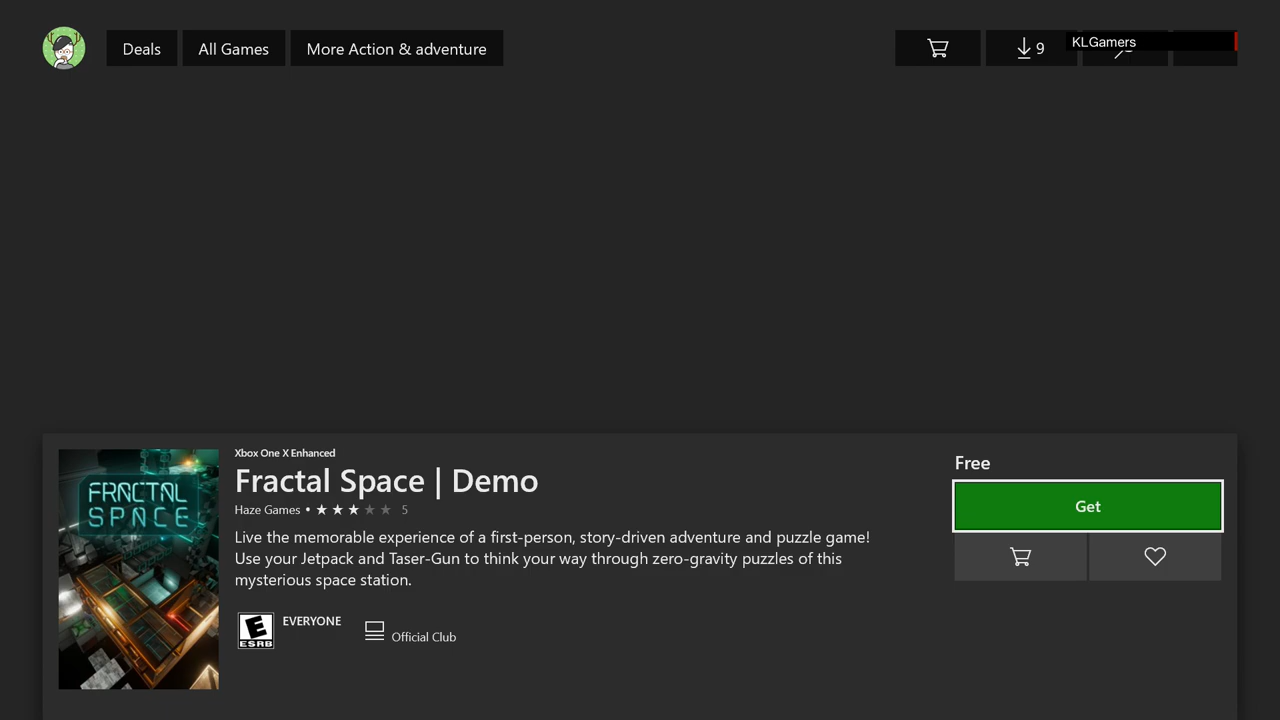 Deals
All Games
More Action & adventure
9
KLGamers
FRACTAL
SPACE
Xbox One X Enhanced
Fractal Space | Demo
Haze Games • ★ ★ ★ ★ ★ 5
Live the memorable experience of a first-person, story-driven adventure and puzzle game!
Use your Jetpack and Taser-Gun to think your way through zero-gravity puzzles of this
mysterious space station.
E
ESRB
EVERYONE
Official Club
Free
Get